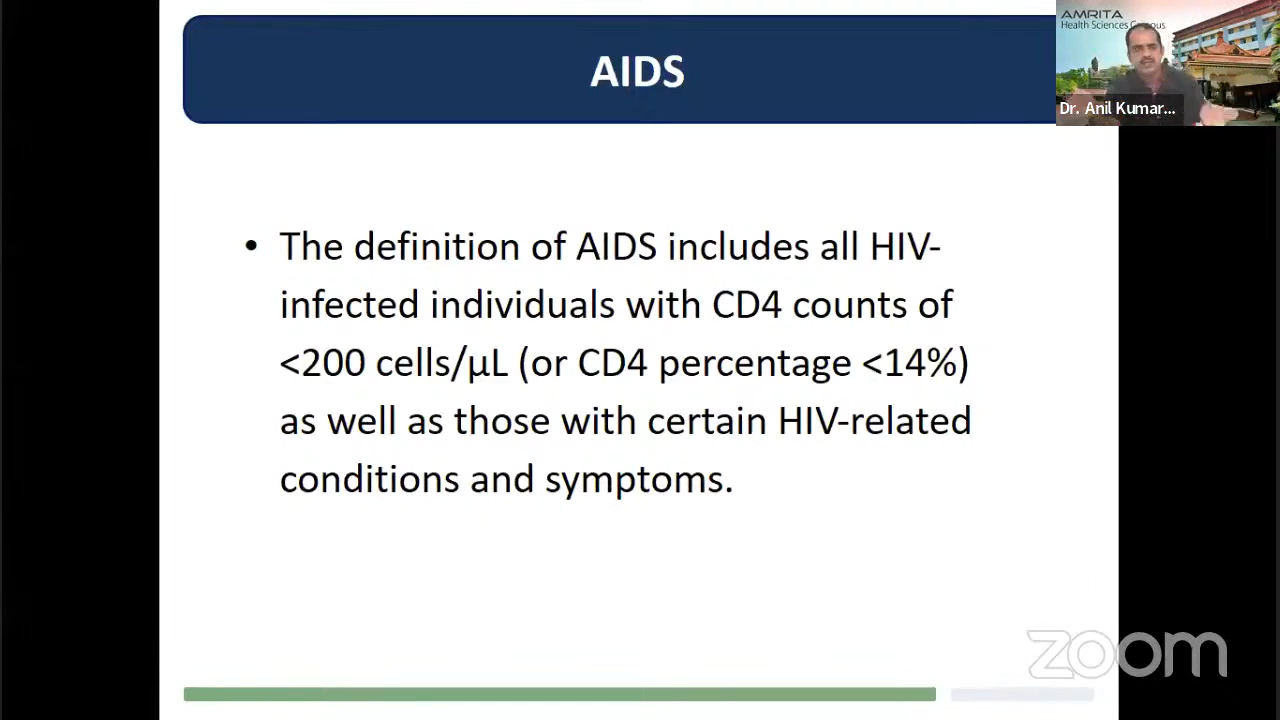 AIDS
AMRITA
Health Sciences Campus
Dr. Anil Kumar...
• The definition of AIDS includes all HIV-
infected individuals with CD4 counts of
<200 cells/µL (or CD4 percentage <14%)
as well as those with certain HIV-related
conditions and symptoms.
zoom